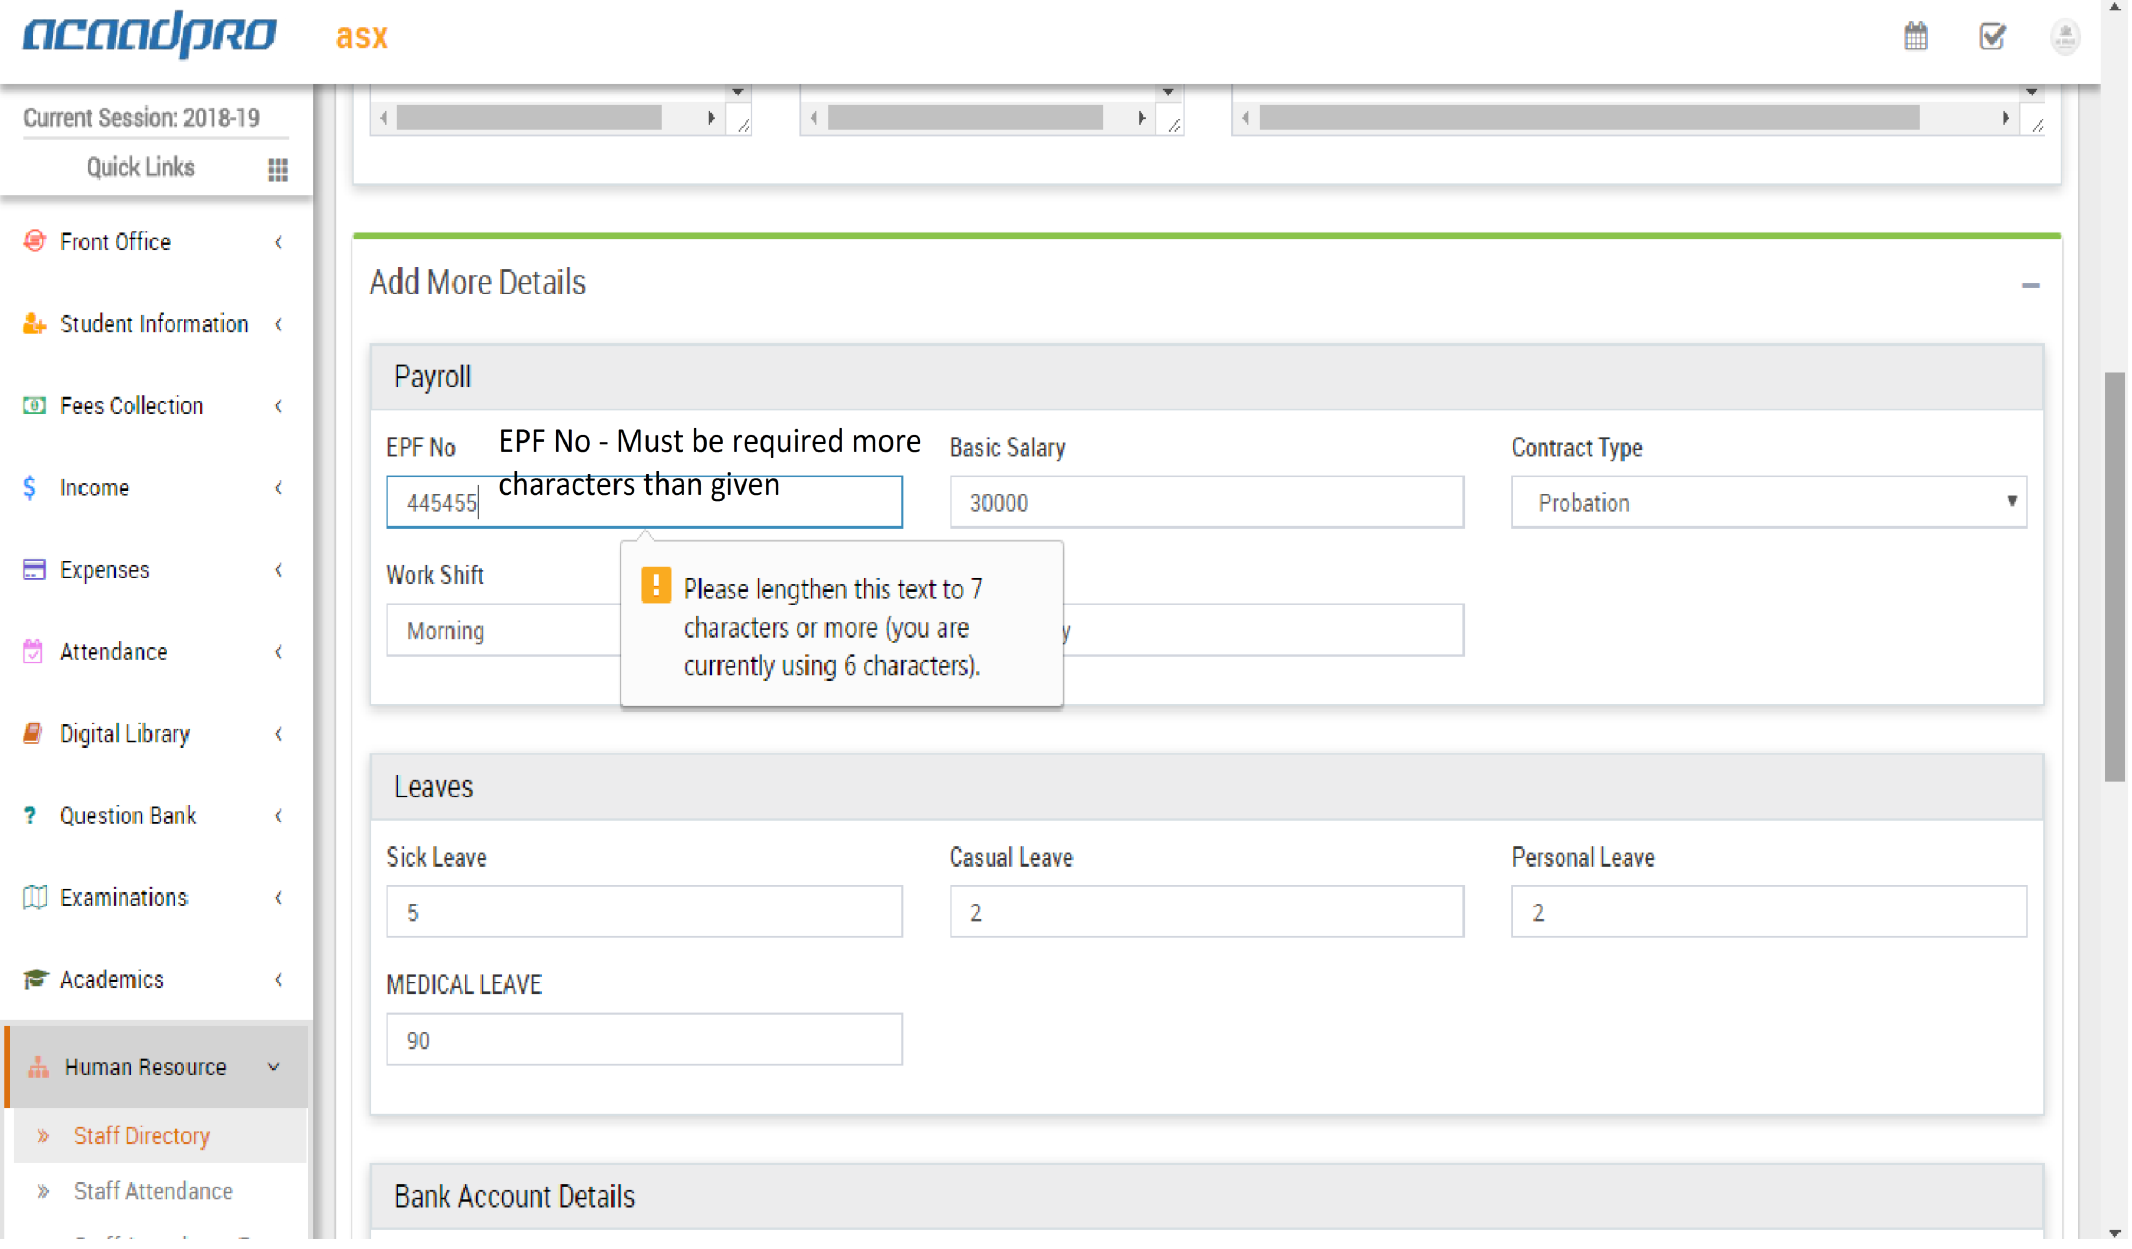 acaadpro
asx
Current Session: 2018-19
Quick Links
Front Office
Student Information
Fees Collection
Income
Expenses
Attendance
Digital Library
Question Bank
Examinations
Academics
Human Resource
Staff Directory
Staff Attendance
Add More Details
Payroll
EPF No
EPF No - Must be required more
characters than given
445455
Basic Salary
30000
Contract Type
Probation
Work Shift
Morning
Please lengthen this text to 7
characters or more (you are
currently using 6 characters).
Leaves
Sick Leave
5
Casual Leave
2
Personal Leave
2
MEDICAL LEAVE
90
Bank Account Details